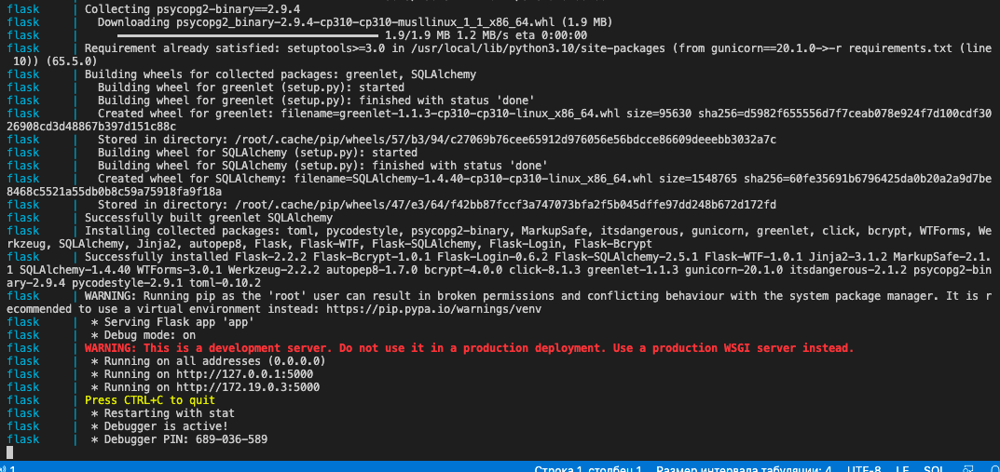 flask | Collecting psycopg2-binary==2.9.4
flask | Downloading psycopg2_binary-2.9.4-cp310-cp310-musllinux_1_1_x86_64.whl (1.9 MB)
flask | 1.9/1.9 MB 1.2 MB/s eta 0:00:00
flask | Requirement already satisfied: setuptools>=3.0 in /usr/local/lib/python3.10/site-packages (from gunicorn==20.1.0->-r requirements.txt (line
10)) (65.5.0)
flask | Building wheels for collected packages: greenlet, SQLAlchemy
flask | Building wheel for greenlet (setup.py): started
flask | Building wheel for greenlet (setup.py): finished with status 'done'
flask | Created wheel for greenlet: filename=greenlet-1.1.3-cp310-cp310-linux_x86_64.whl size=95630 sha256=d5982f655556d7f7ceab078e924f7d100cdf30
26908cd3d48867b397d151c88c
flask | Stored in directory: /root/.cache/pip/wheels/57/b3/94/c27069b76cee65912d976056e56bdcce86609deeebb3032a7c
flask | Building wheel for SQLAlchemy (setup.py): started
flask | Building wheel for SQLAlchemy (setup.py): finished with status 'done'
flask | Created wheel for SQLAlchemy: filename=SQLAlchemy-1.4.40-cp310-cp310-linux_x86_64.whl size=1548765 sha256=60fe35691b6796425da0b20a2a9d7be
8468c5521a55db0b8c59a75918fa9f18a
flask | Stored in directory: /root/.cache/pip/wheels/47/e3/64/f42bb87fccf3a747073bfa2f5b045dffe97dd248b672d172fd
flask | Successfully built greenlet SQLAlchemy
flask | Installing collected packages: toml, pycodestyle, psycopg2-binary, MarkupSafe, itsdangerous, gunicorn, greenlet, click, bcrypt, WTForms, We
rkzeug, SQLAlchemy, Jinja2, autopep8, Flask, Flask-WTF, Flask-SQLAlchemy, Flask-Login, Flask-Bcrypt
flask | Successfully installed Flask-2.2.2 Flask-Bcrypt-1.0.1 Flask-Login-0.6.2 Flask-SQLAlchemy-2.5.1 Flask-WTF-1.0.1 Jinja2-3.1.2 MarkupSafe-2.1.
1 SQLAlchemy-1.4.40 WTForms-3.0.1 Werkzeug-2.2.2 autopep8-1.7.0 bcrypt-4.0.0 click-8.1.3 greenlet-1.1.3 gunicorn-20.1.0 itsdangerous-2.1.2 psycopg2-bin
ary-2.9.4 pycodestyle-2.9.1 toml-0.10.2
flask | WARNING: Running pip as the 'root' user can result in broken permissions and conflicting behaviour with the system package manager. It is r
ecommended to use a virtual environment instead: https://pip.pypa.io/warnings/venv
flask | * Serving Flask app 'app'
flask | * Debug mode: on
flask | WARNING: This is a development server. Do not use it in a production deployment. Use a production WSGI server instead.
flask | * Running on all addresses (0.0.0.0)
flask | * Running on http://127.0.0.1:5000
flask | * Running on http://172.19.0.3:5000
flask | Press CTRL+C to quit
flask | * Restarting with stat
flask | * Debugger is active!
flask | * Debugger PIN: 689-036-589
1 Строка 1, столбец 1 Размер интервала табуляции: 4 UTF-8 LF SQL